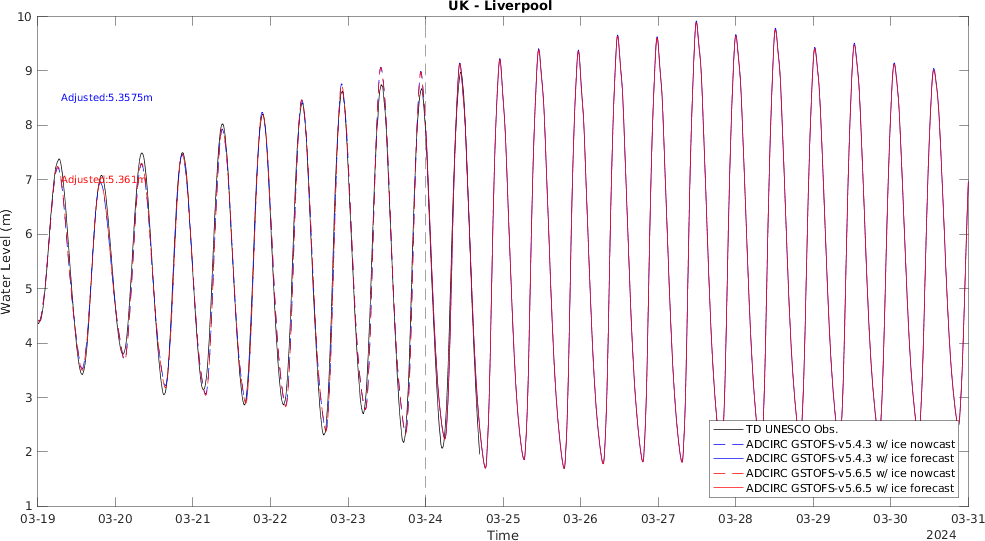 UK - Liverpool
10
9
8
7
6
5
4
3
2
1
Water Level (m)
Adjusted:5.3575m
Adjusted:5.361m
TD UNESCO Obs.
ADCIRC GSTOFS-v5.4.3 w/ ice nowcast
ADCIRC GSTOFS-v5.4.3 w/ ice forecast
ADCIRC GSTOFS-v5.6.5 w/ ice nowcast
ADCIRC GSTOFS-v5.6.5 w/ ice forecast
03-19 03-20 03-21 03-22 03-23 03-24 03-25 03-26 03-27 03-28 03-29 03-30 03-31
Time
2024